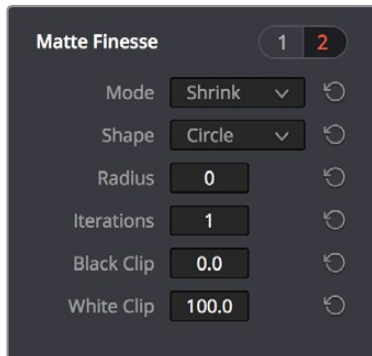 Matte Finesse 1 2
Mode Shrink
Shape Circle
Radius 0
Iterations 1
Black Clip 0.0
White Clip 100.0